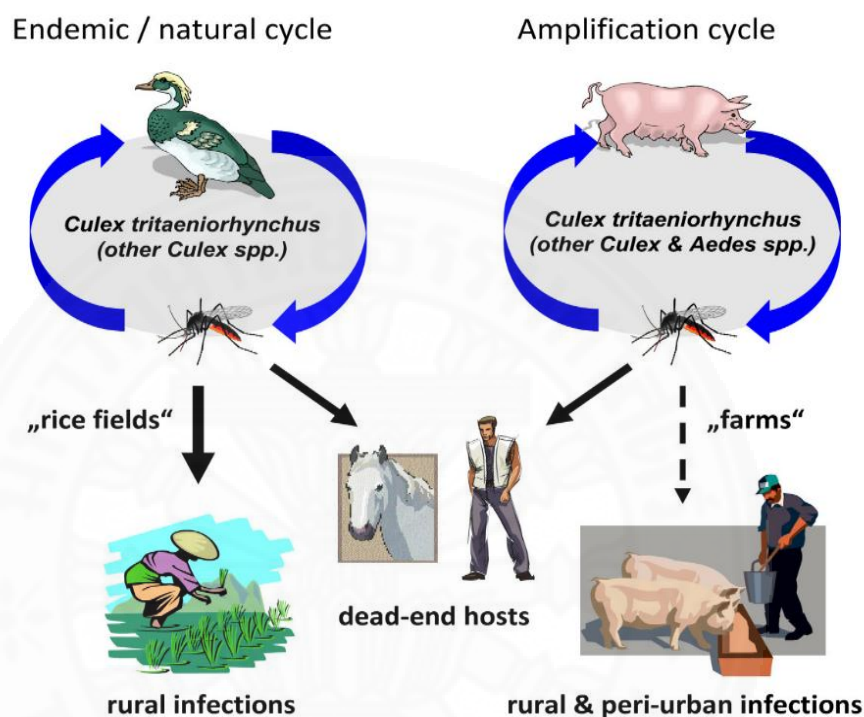 Endemic / natural cycle
Amplification cycle
Culex tritaeniorhynchus
(other Culex spp.)
Culex tritaeniorhynchus
(other Culex & Aedes spp.)
„rice fields“
„farms“
dead-end hosts
rural infections
rural & peri-urban infections